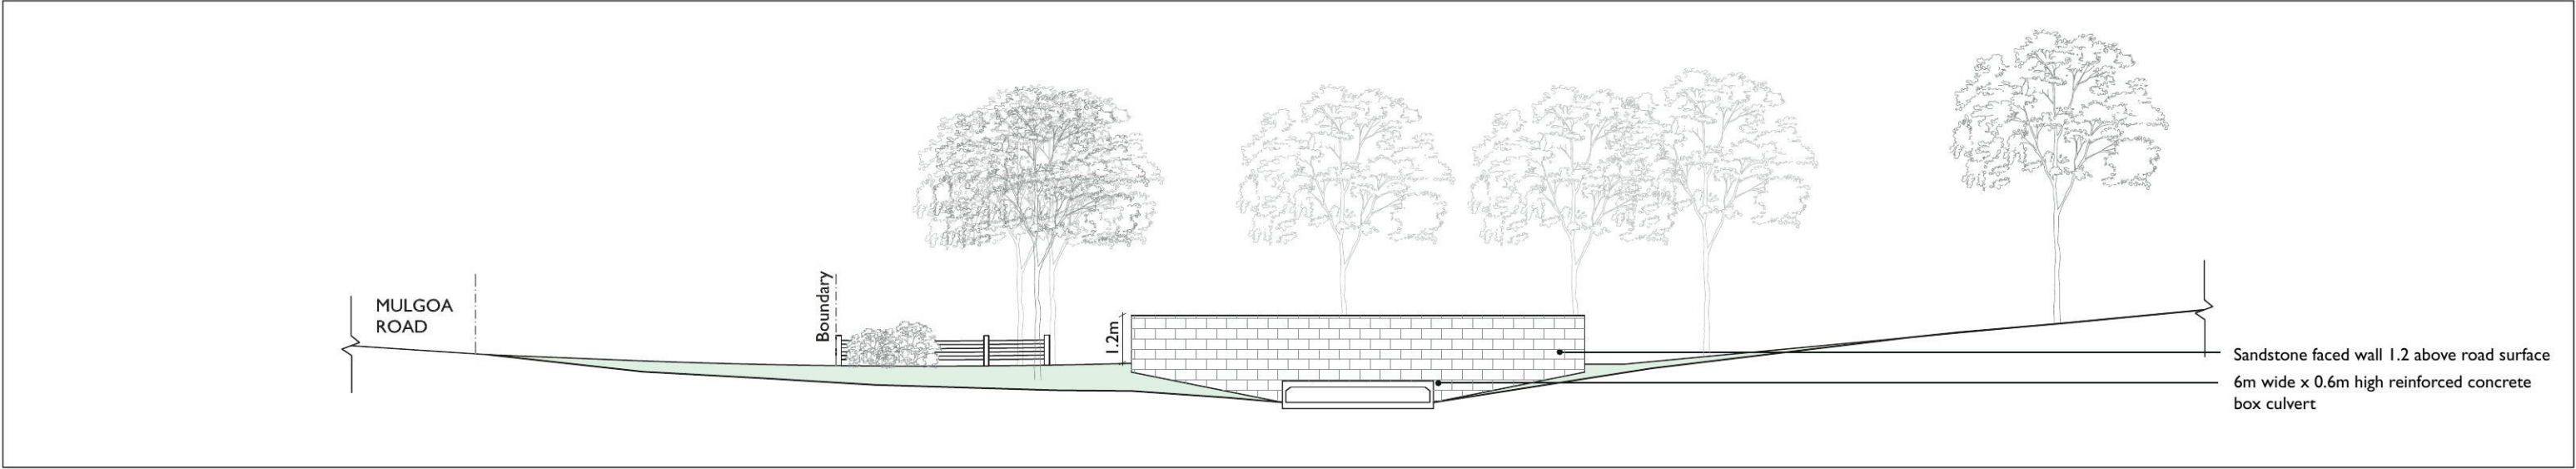 MULGOA
ROAD
Boundary
1.2m
Sandstone faced wall 1.2 above road surface
6m wide x 0.6m high reinforced concrete
box culvert